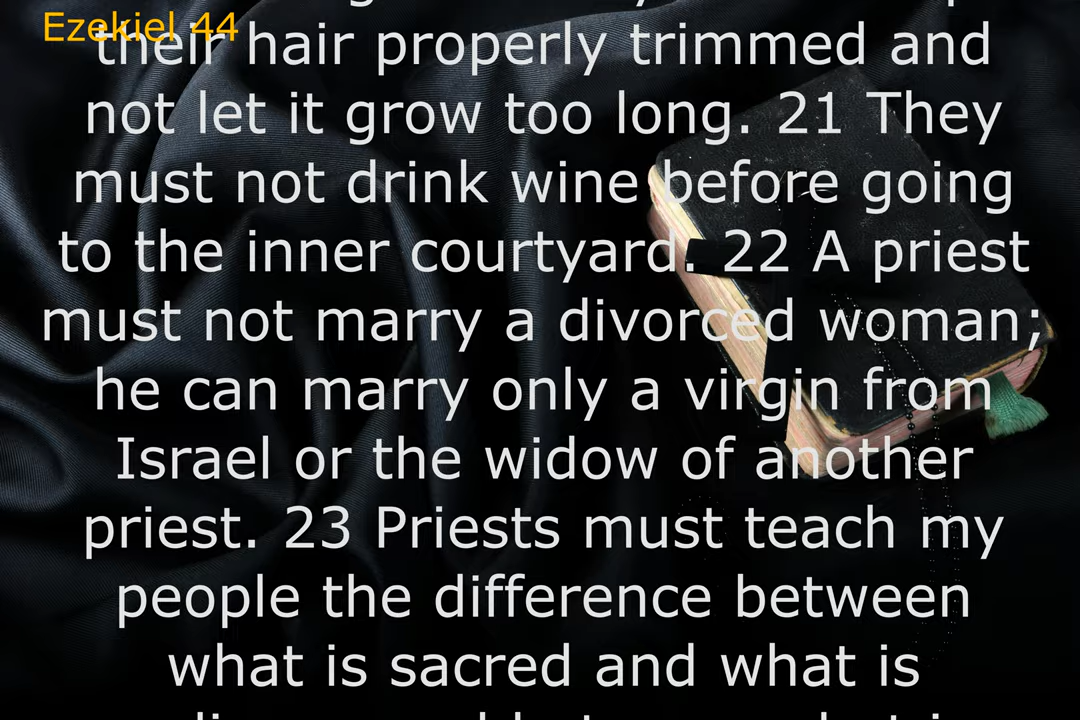 Ezekiel 44
their hair properly trimmed and
not let it grow too long. 21 They
must not drink wine before going
to the inner courtyard. 22 A priest
must not marry a divorced woman;
he can marry only a virgin from
Israel or the widow of another
priest. 23 Priests must teach my
people the difference between
what is sacred and what is